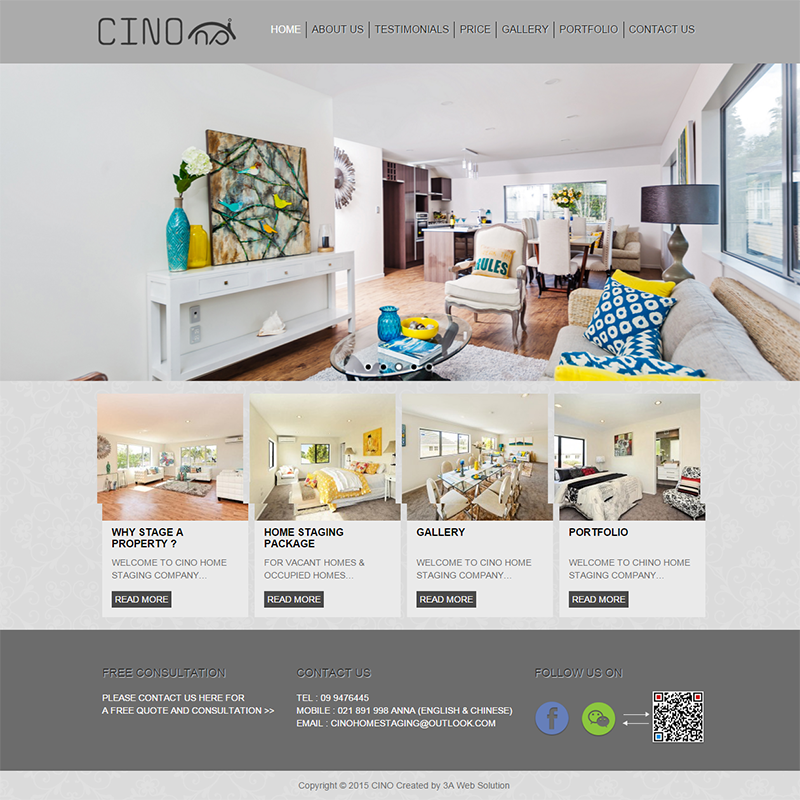 CINO
HOME ABOUT US TESTIMONIALS PRICE GALLERY PORTFOLIO CONTACT US
RULES
WHY STAGE A
PROPERTY ?
WELCOME TO CINO HOME
STAGING COMPANY...
READ MORE
HOME STAGING
PACKAGE
FOR VACANT HOMES &
OCCUPIED HOMES...
READ MORE
GALLERY
WELCOME TO CINO HOME
STAGING COMPANY...
READ MORE
PORTFOLIO
WELCOME TO CHINO HOME
STAGING COMPANY...
READ MORE
FREE CONSULTATION
PLEASE CONTACT US HERE FOR
A FREE QUOTE AND CONSULTATION >>
CONTACT US
TEL : 09 9476445
MOBILE : 021 891 998 ANNA (ENGLISH & CHINESE)
EMAIL : CINOHOMESTAGING@OUTLOOK.COM
FOLLOW US ON
f
Copyright © 2015 CINO Created by 3A Web Solution